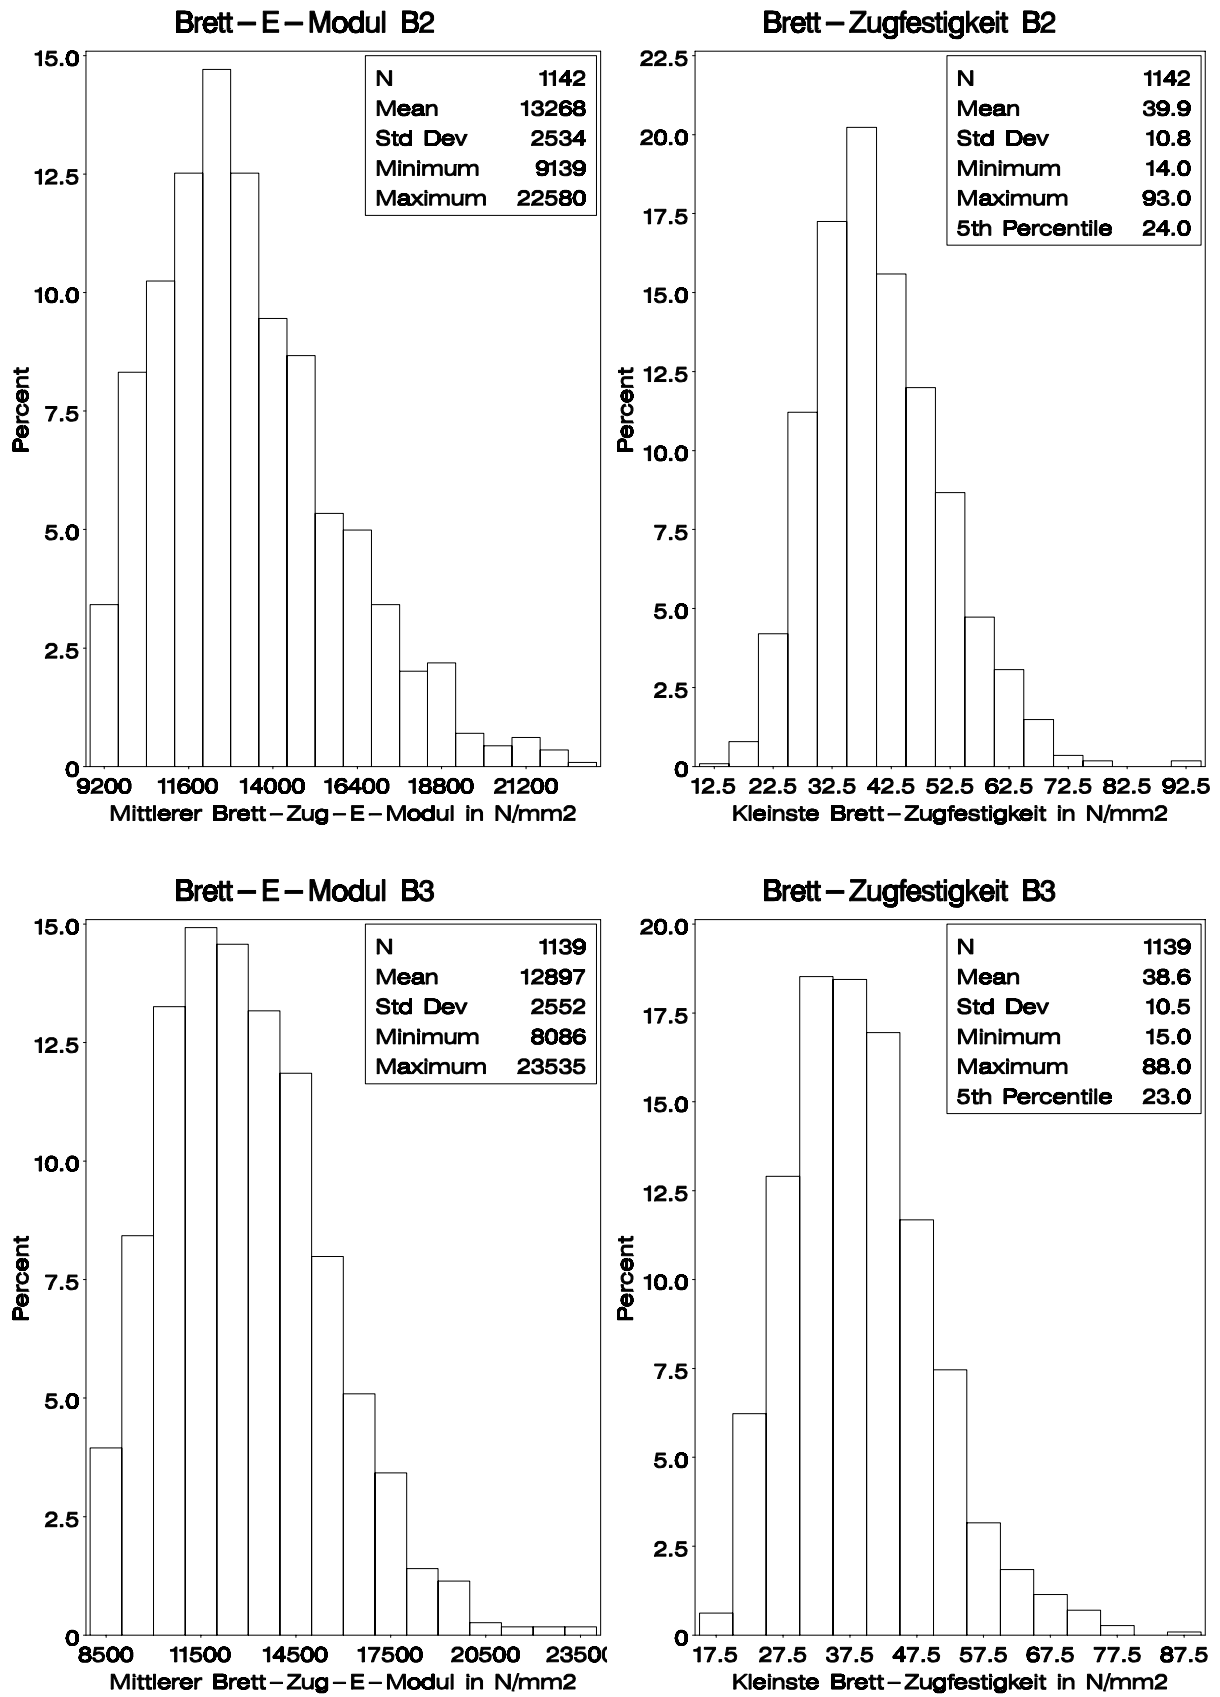 Brett-E-Modul B2
15.0
12.5
10.0
7.5
5.0
2.5
0
Percent
N 1142
Mean 13268
Std Dev 2534
Minimum 9139
Maximum 22580
9200 11600 14000 16400 18800 21200
Mittlerer Brett-Zug-E-Modul in N/mm2
Brett-Zugfestigkeit B2
22.5
20.0
17.5
15.0
12.5
10.0
7.5
5.0
2.5
0
Percent
N 1142
Mean 39.9
Std Dev 10.8
Minimum 14.0
Maximum 93.0
5th Percentile 24.0
12.5 22.5 32.5 42.5 52.5 62.5 72.5 82.5 92.5
Kleinste Brett-Zugfestigkeit in N/mm2
Brett-E-Modul B3
15.0
12.5
10.0
7.5
5.0
2.5
0
Percent
N 1139
Mean 12897
Std Dev 2552
Minimum 8086
Maximum 23535
8500 11500 14500 17500 20500 23500
Mittlerer Brett-Zug-E-Modul in N/mm2
Brett-Zugfestigkeit B3
20.0
17.5
15.0
12.5
10.0
7.5
5.0
2.5
0
Percent
N 1139
Mean 38.6
Std Dev 10.5
Minimum 15.0
Maximum 88.0
5th Percentile 23.0
17.5 27.5 37.5 47.5 57.5 67.5 77.5 87.5
Kleinste Brett-Zugfestigkeit in N/mm2